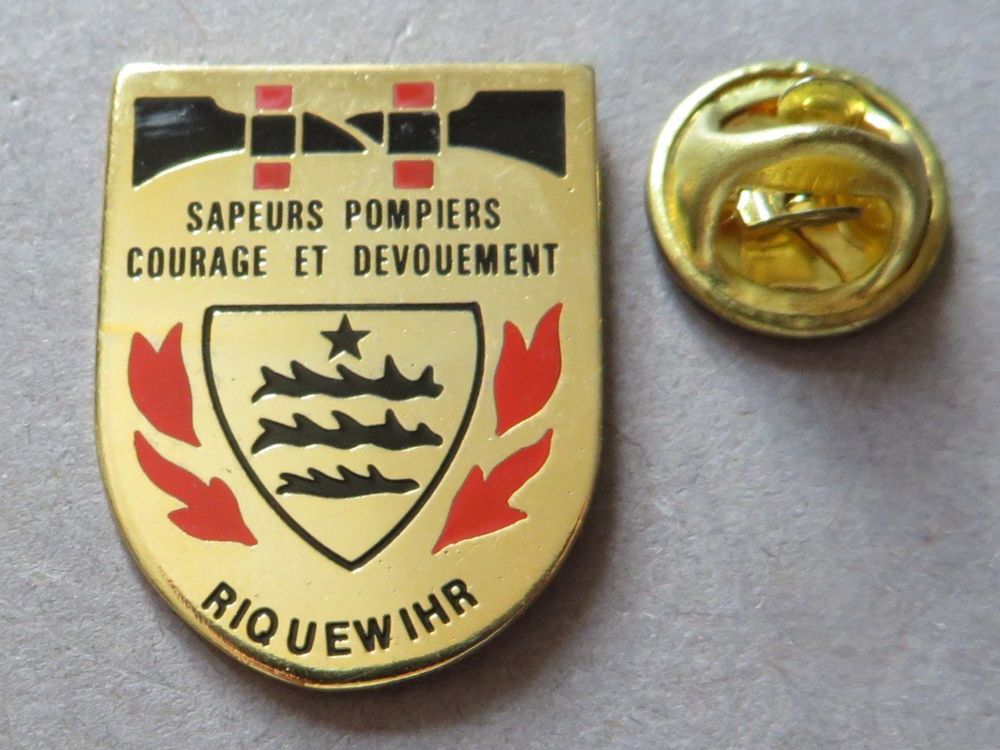 SAPEURS POMPIERS
COURAGE ET DEVOUEMENT
RIQUEWIHR